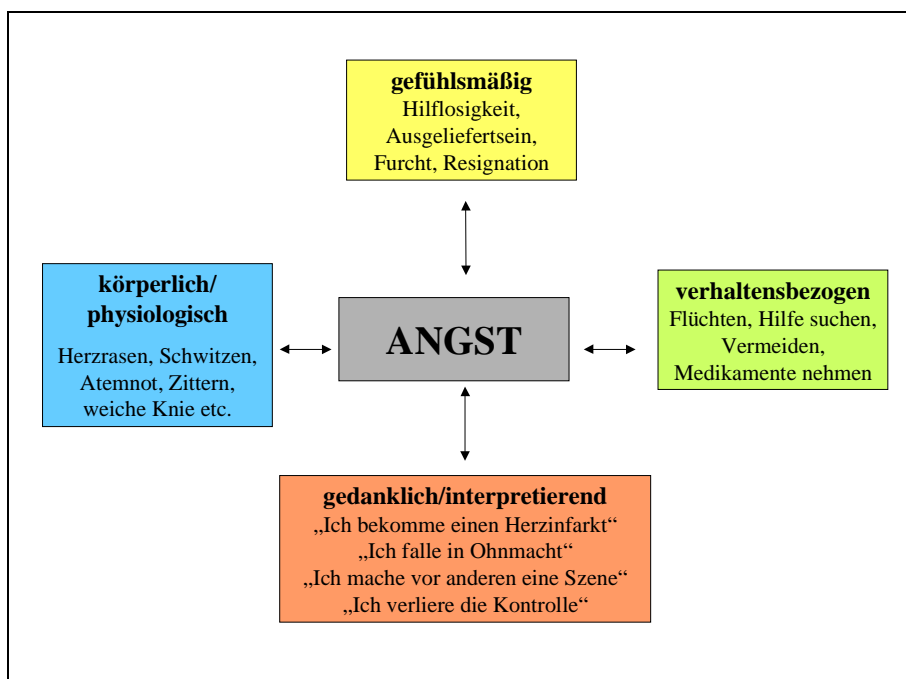 gefühlsmäßig
Hilflosigkeit,
Ausgeliefertsein,
Furcht, Resignation
körperlich/
physiologisch
Herzrasen, Schwitzen,
Atemnot, Zittern,
weiche Knie etc.
ANGST
verhaltensbezogen
Flüchten, Hilfe suchen,
Vermeiden,
Medikamente nehmen
gedanklich/interpretierend
„Ich bekomme einen Herzinfarkt“
„Ich falle in Ohnmacht“
„Ich mache vor anderen eine Szene“
„Ich verliere die Kontrolle“